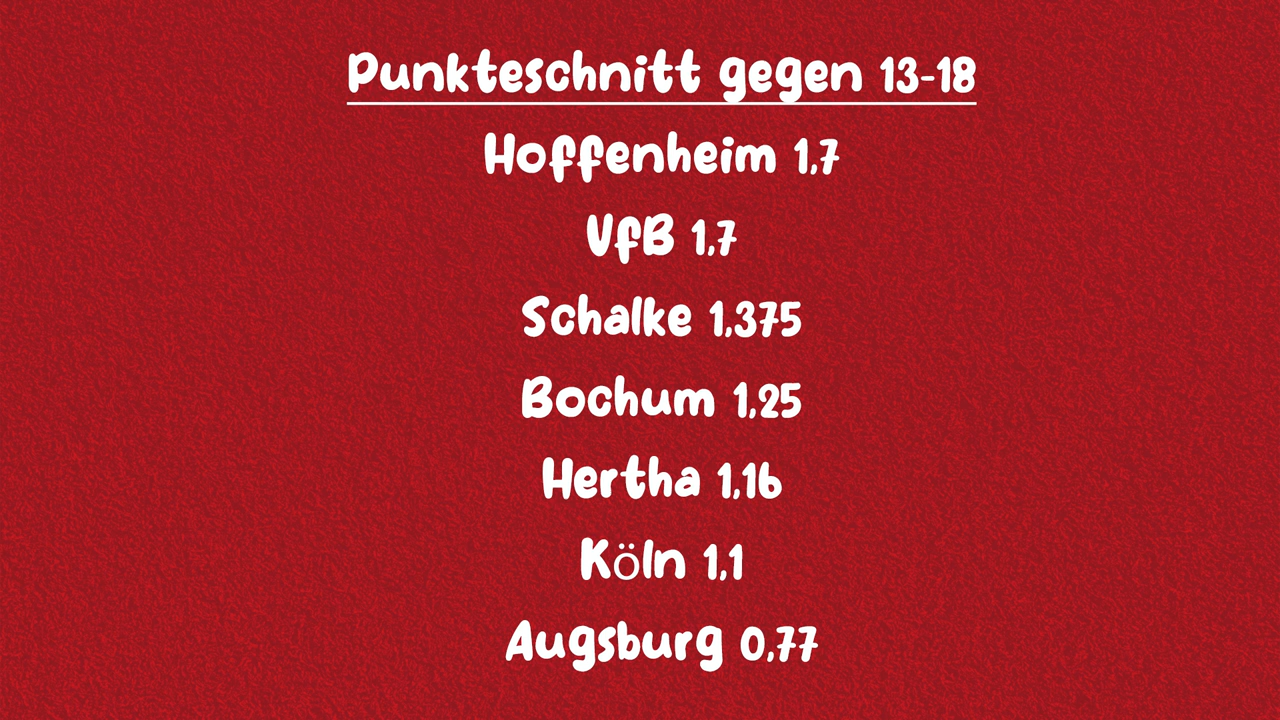 Punkteschnitt gegen 13-18
Hoffenheim 1,7
VfB 1,7
Schalke 1,375
Bochum 1,25
Hertha 1,16
Köln 1,1
Augsburg 0,77